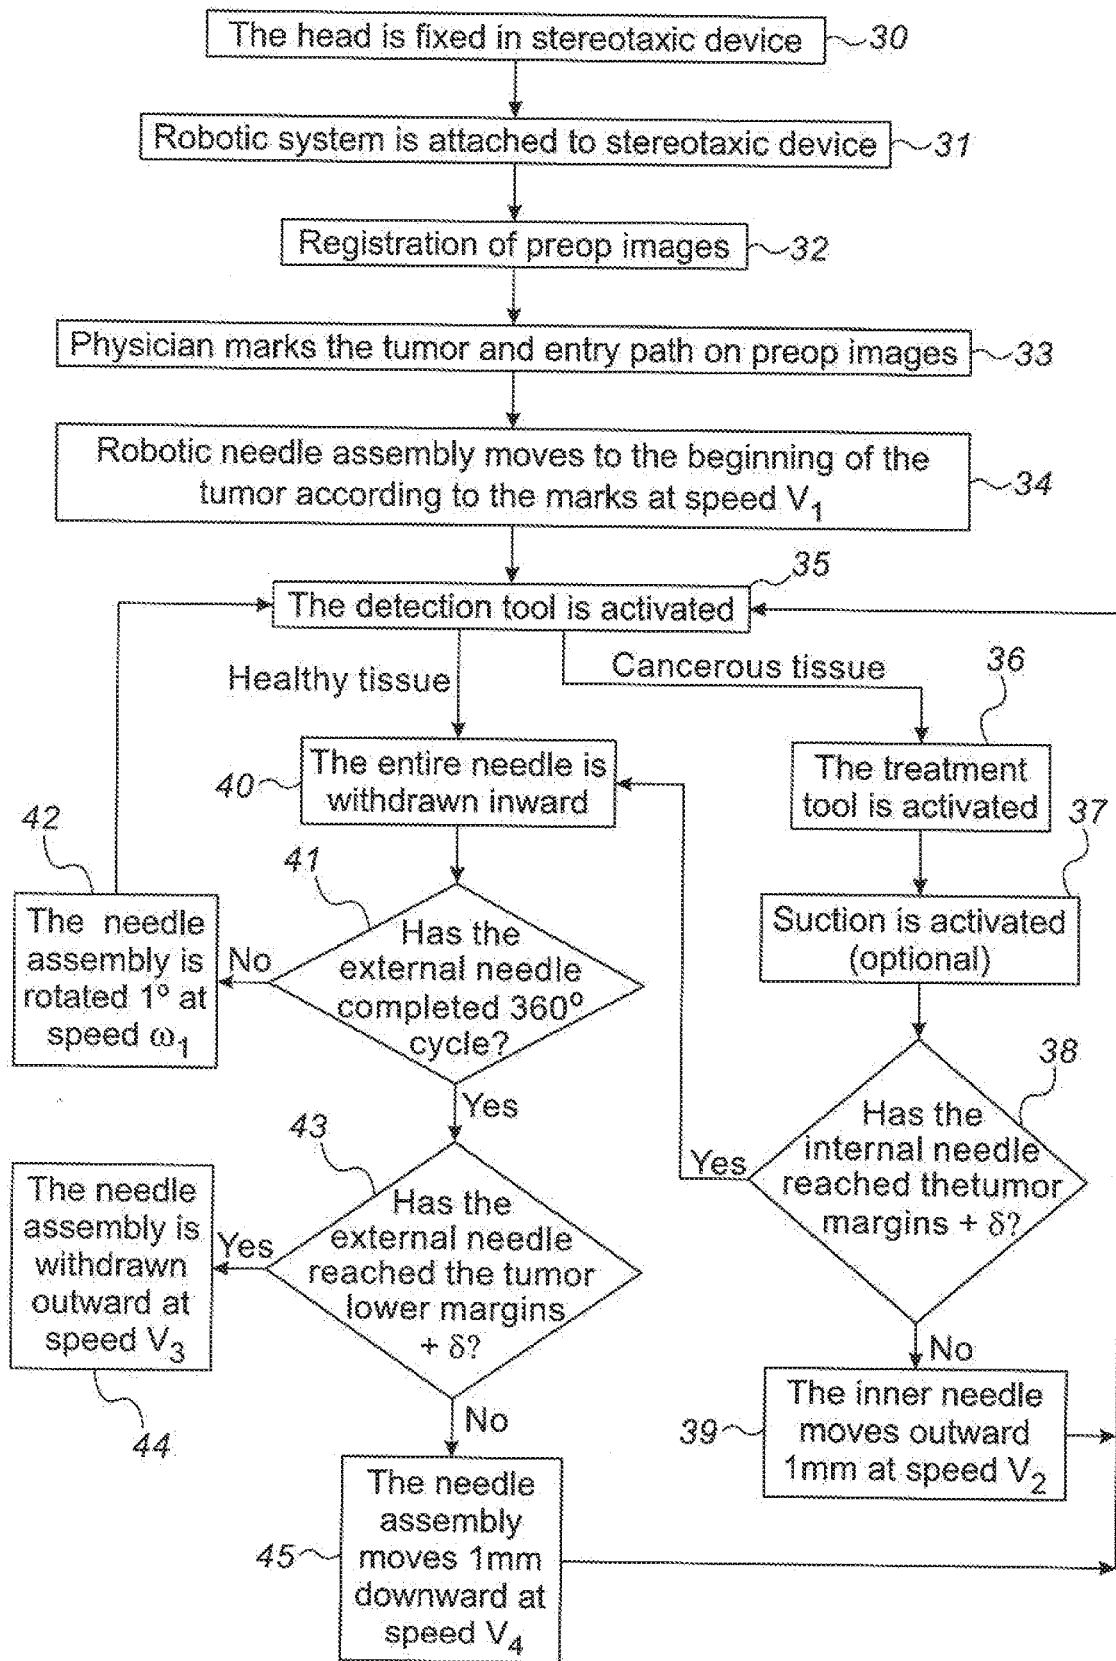 The head is fixed in stereotaxic device
30
Robotic system is attached to stereotaxic device
31
Registration of preop images
32
Physician marks the tumor and entry path on preop images
33
Robotic needle assembly moves to the beginning of the
tumor according to the marks at speed V₁
34
35
The detection tool is activated
Healthy tissue
Cancerous tissue
36
The treatment
tool is activated
37
Suction is activated
(optional)
38
Has the
internal needle
reached thetumor
margins + δ?
Yes
No
39
The inner needle
moves outward
1mm at speed V₂
40
The entire needle is
withdrawn inward
41
Has the
external needle
completed 360º
cycle?
No
Yes
42
The needle
assembly is
rotated 1º at
speed ω₁
43
Has the
external needle
reached the tumor
lower margins
+ δ?
Yes
No
The needle
assembly is
withdrawn
outward at
speed V₃
44
45
The needle
assembly
moves 1mm
downward at
speed V₄